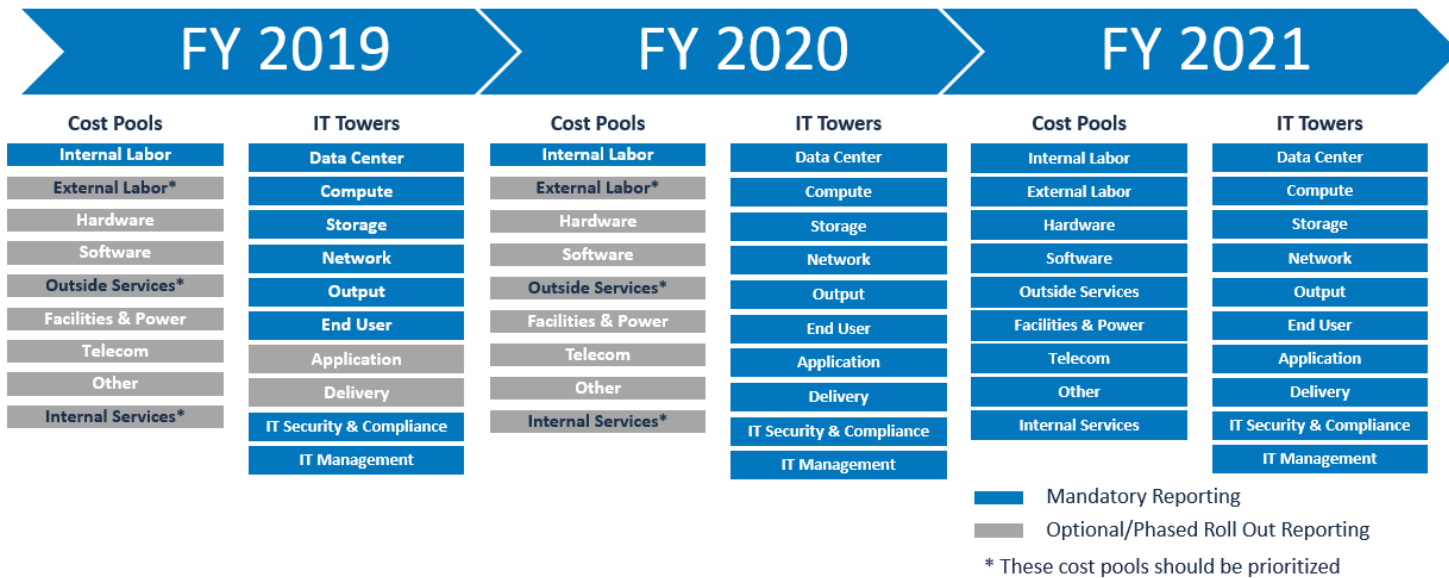 FY 2019
FY 2020
FY 2021
Cost Pools
Internal Labor
External Labor*
Hardware
Software
Outside Services*
Facilities & Power
Telecom
Other
Internal Services*
IT Towers
Data Center
Compute
Storage
Network
Output
End User
Application
Delivery
IT Security & Compliance
IT Management
Cost Pools
Internal Labor
External Labor*
Hardware
Software
Outside Services*
Facilities & Power
Telecom
Other
Internal Services*
IT Towers
Data Center
Compute
Storage
Network
Output
End User
Application
Delivery
IT Security & Compliance
IT Management
Cost Pools
Internal Labor
External Labor
Hardware
Software
Outside Services
Facilities & Power
Telecom
Other
Internal Services
IT Towers
Data Center
Compute
Storage
Network
Output
End User
Application
Delivery
IT Security & Compliance
IT Management
Mandatory Reporting
Optional/Phased Roll Out Reporting
* These cost pools should be prioritized